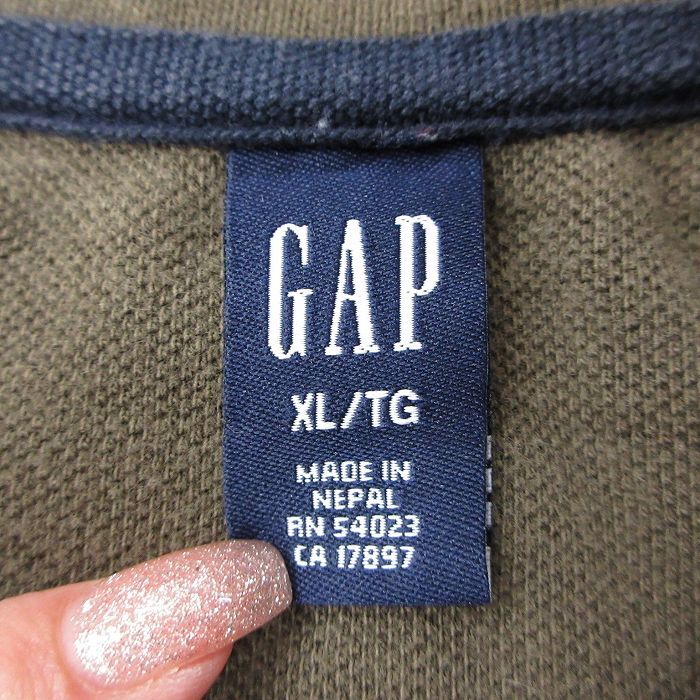 GAP
XL/TG
MADE IN
NEPAL
RN 54023
CA 17897